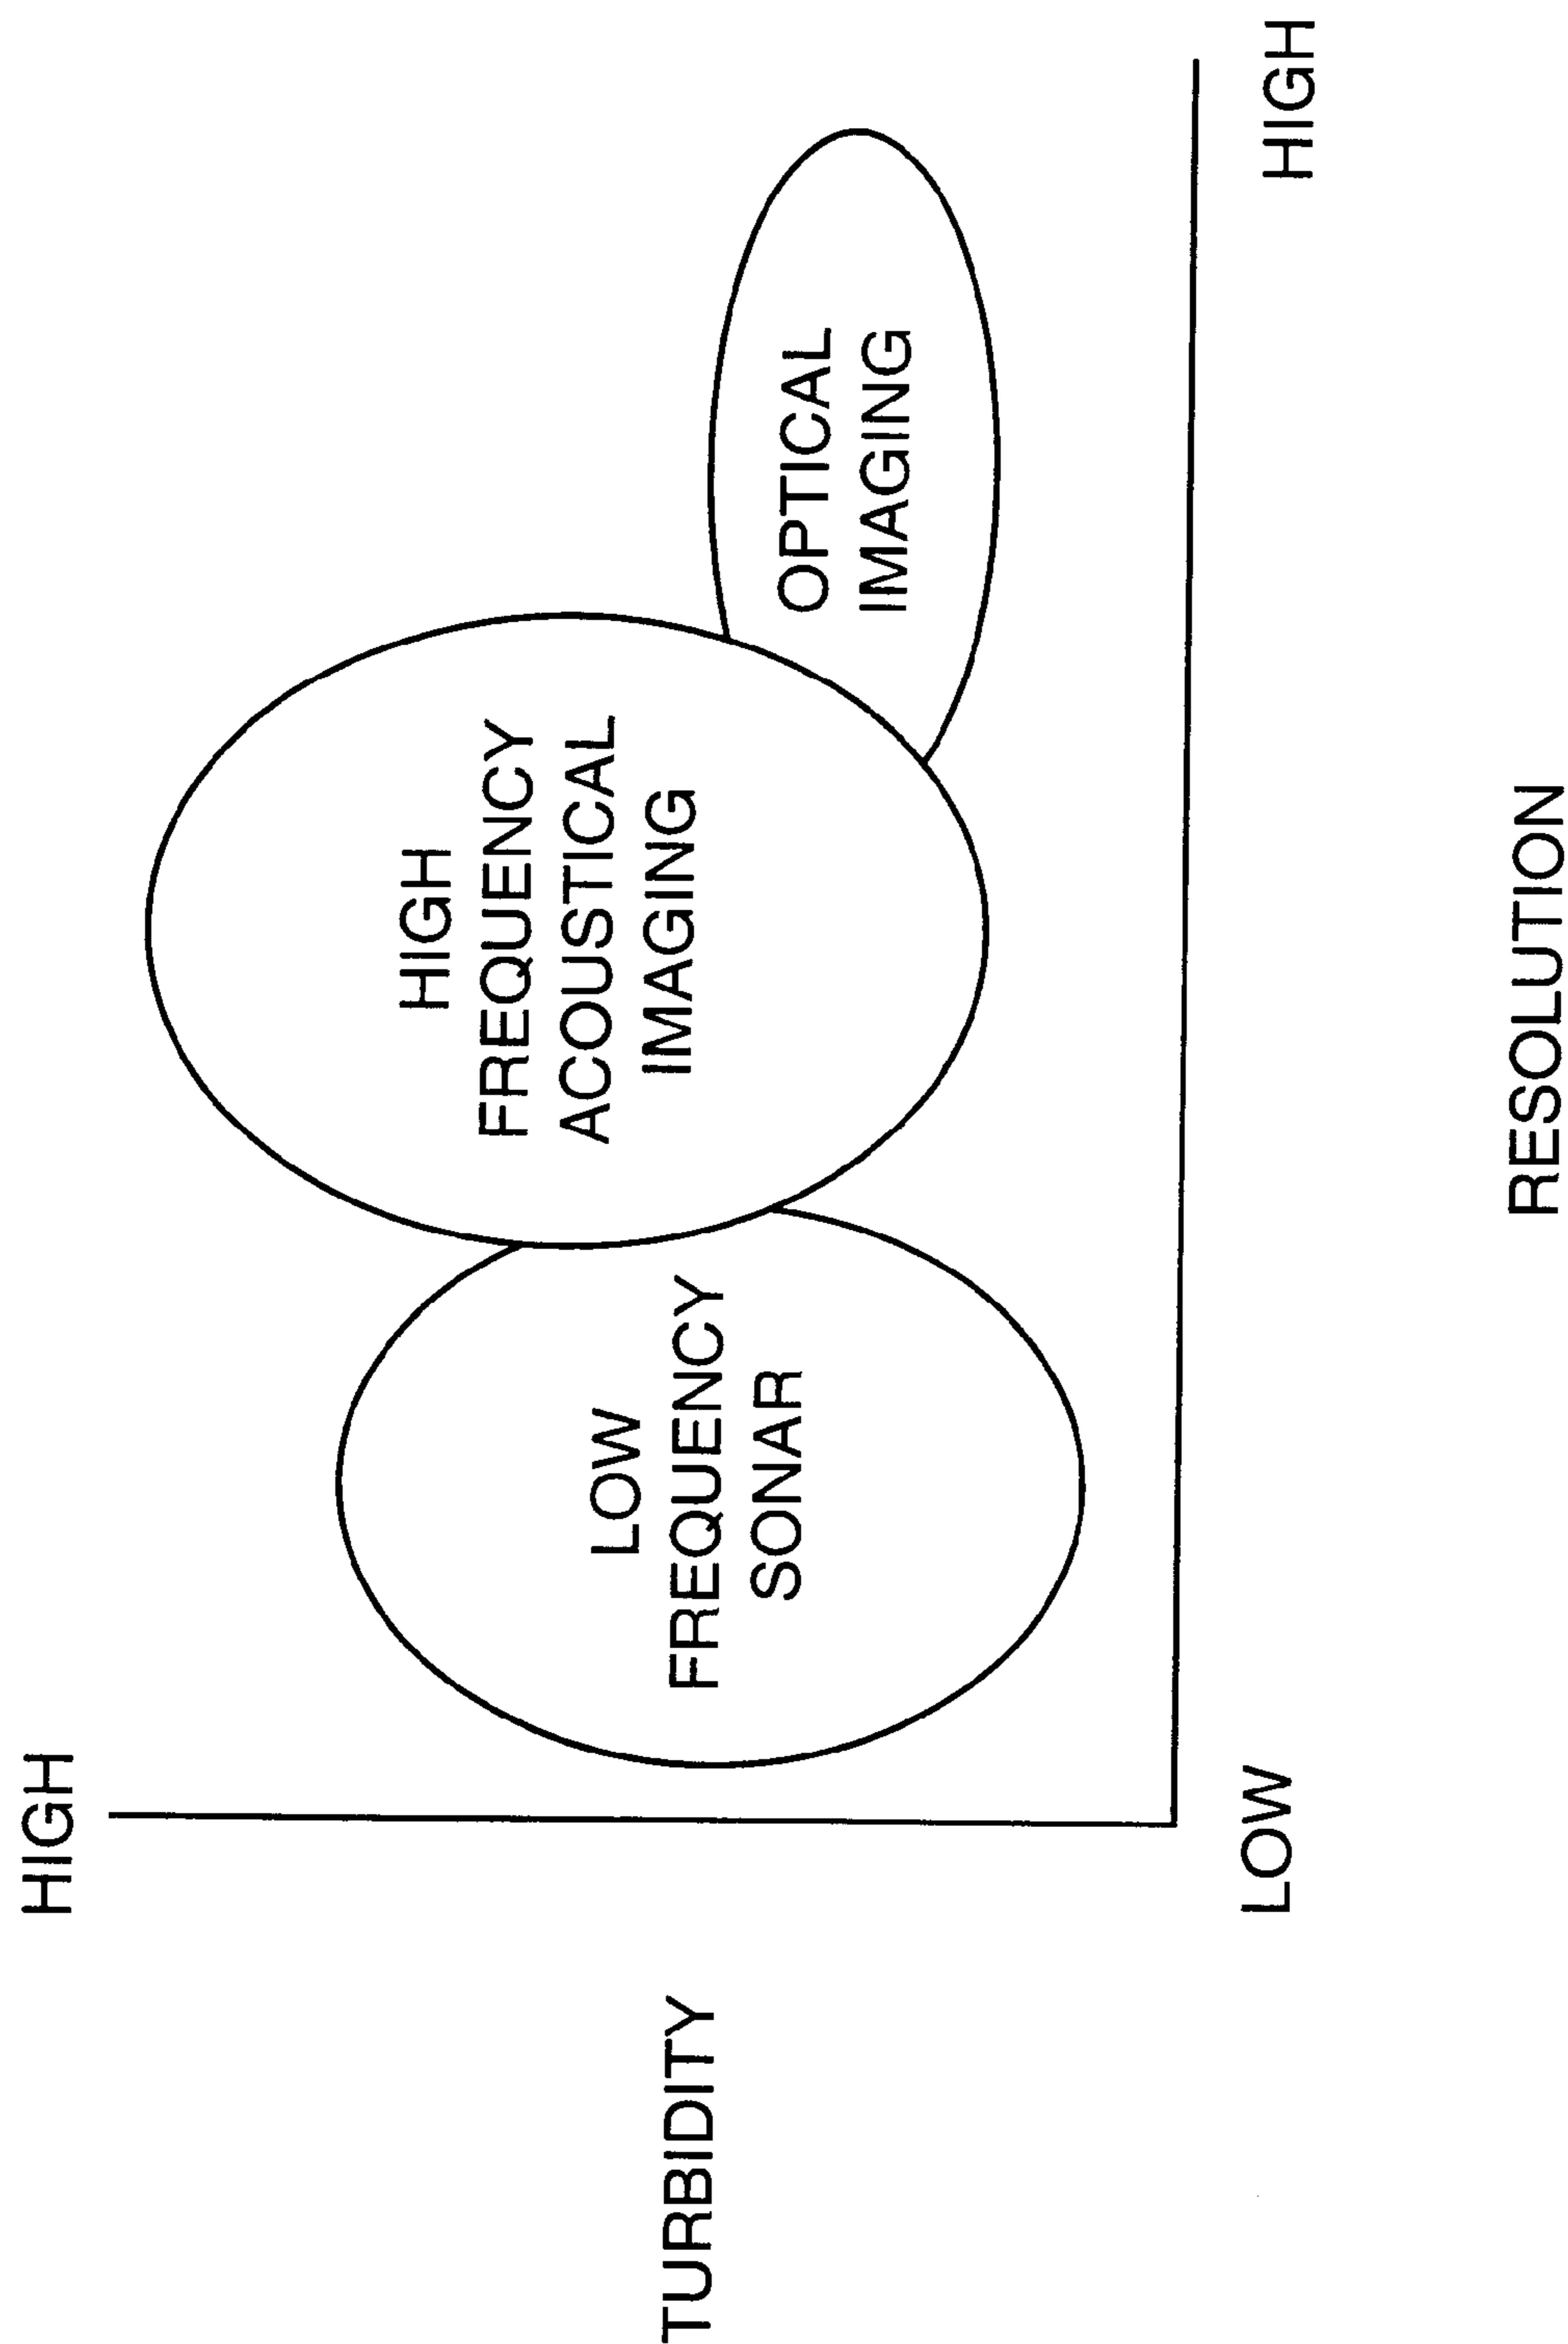 HIGH
TURBIDITY
HIGH
FREQUENCY
ACOUSTICAL
IMAGING
LOW
FREQUENCY
SONAR
OPTICAL
IMAGING
LOW
HIGH
RESOLUTION